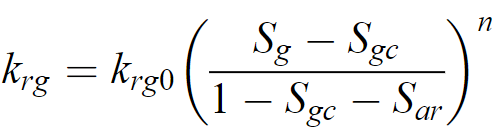 k_{rg} = k_{rg0} \left( \frac{S_g - S_{gc}}{1 - S_{gc} - S_{ar}} \right)^n